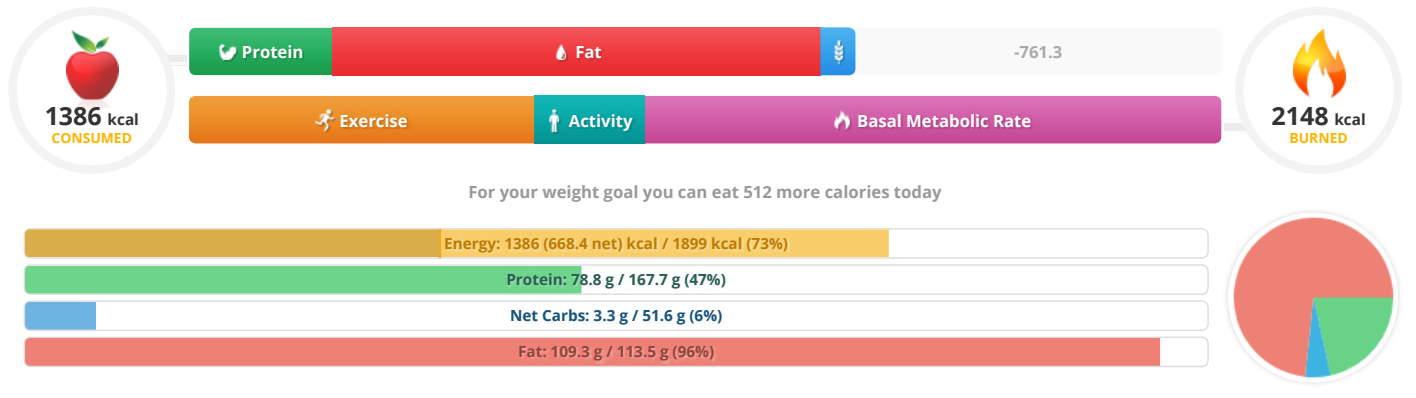 Protein
Fat
-761.3
1386 kcal
CONSUMED
2148 kcal
BURNED
Exercise
Activity
Basal Metabolic Rate
For your weight goal you can eat 512 more calories today
Energy: 1386 (668.4 net) kcal / 1899 kcal (73%)
Protein: 78.8 g / 167.7 g (47%)
Net Carbs: 3.3 g / 51.6 g (6%)
Fat: 109.3 g / 113.5 g (96%)